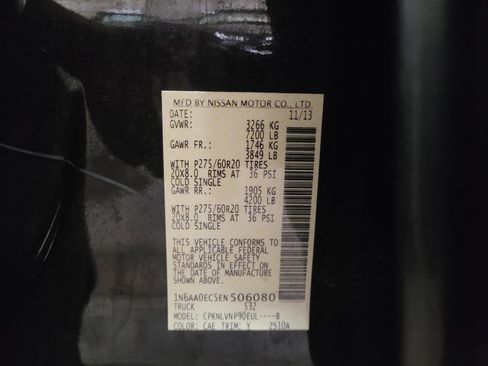 MFD BY NISSAN MOTOR CO., LTD.
DATE: 11/13
GVWR: 3266 KG
7200 LB
GAWR FR.: 1746 KG
3849 LB
WITH P275/60R20 TIRES
20X8.0 RIMS AT 36 PSI
COLD SINGLE
GAWR RR.: 1905 KG
4200 LB
WITH P275/60R20 TIRES
20X8.0 RIMS AT 36 PSI
COLD SINGLE
THIS VEHICLE CONFORMS TO
ALL APPLICABLE FEDERAL
MOTOR VEHICLE SAFETY
STANDARDS IN EFFECT ON
THE DATE OF MANUFACTURE
SHOWN ABOVE.
1N6AA0EC5EN506080
TRUCK 532
MODEL: CPKNLVNP90EUL----B
COLOR: CAE TRIM: Y ZS10A